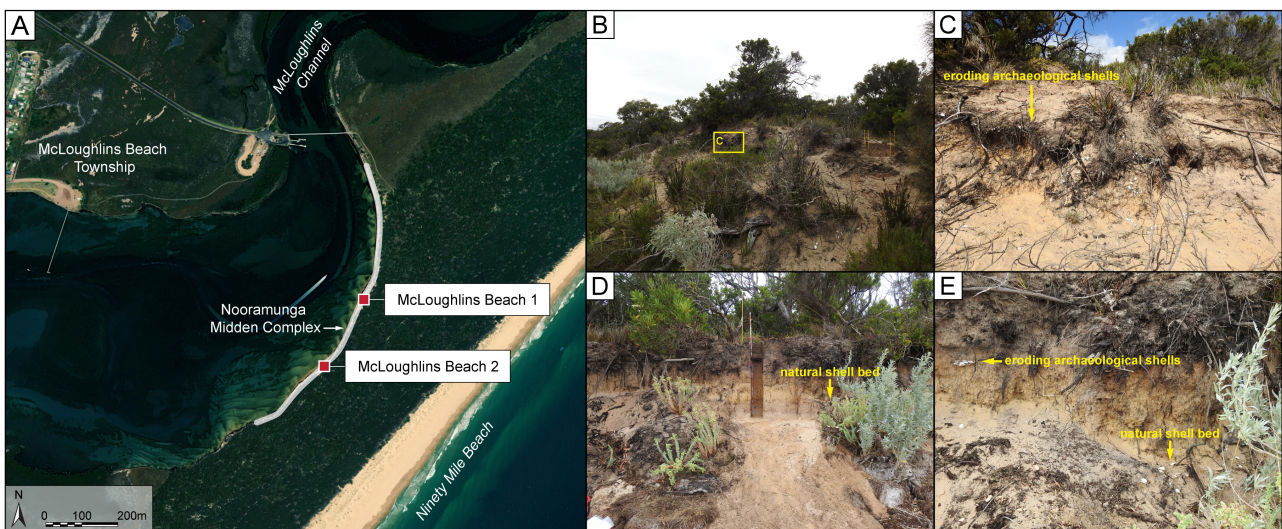 A
McLoughlins
Channel
McLoughlins Beach
Township
McLoughlins Beach 1
Nooramunga
Midden Complex
McLoughlins Beach 2
Ninety Mile Beach
N
0 100 200m
B
C
C
eroding archaeological shells
D
natural shell bed
E
eroding archaeological shells
natural shell bed